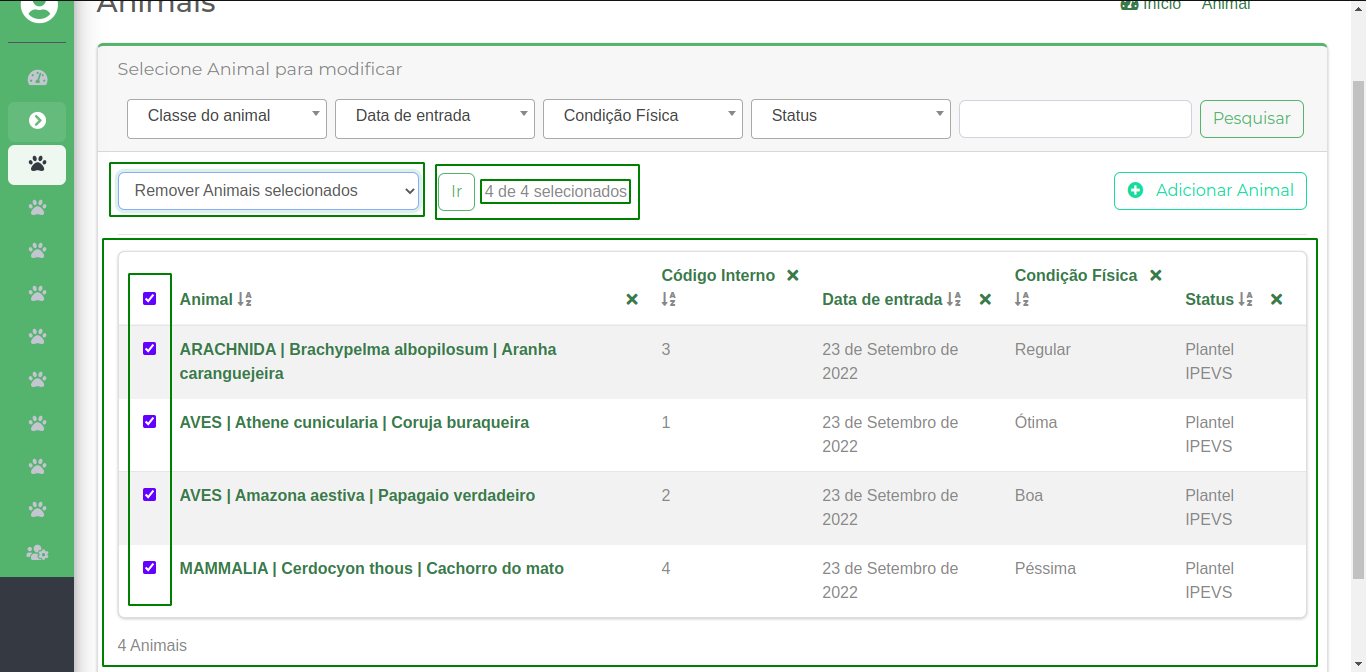 Animais
Início Animal
Selecione Animal para modificar
Classe do animal Data de entrada Condição Física Status Pesquisar
Remover Animais selecionados Ir 4 de 4 selecionados Adicionar Animal
Animal Código Interno Data de entrada Condição Física Status
ARACHNIDA | Brachypelma albopilosum | Aranha 3 23 de Setembro de Regular Plantel
caranguejeira 2022 IPEVS
AVES | Athene cunicularia | Coruja buraqueira 1 23 de Setembro de Ótima Plantel
2022 IPEVS
AVES | Amazona aestiva | Papagaio verdadeiro 2 23 de Setembro de Boa Plantel
2022 IPEVS
MAMMALIA | Cerdocyon thous | Cachorro do mato 4 23 de Setembro de Péssima Plantel
2022 IPEVS
4 Animais